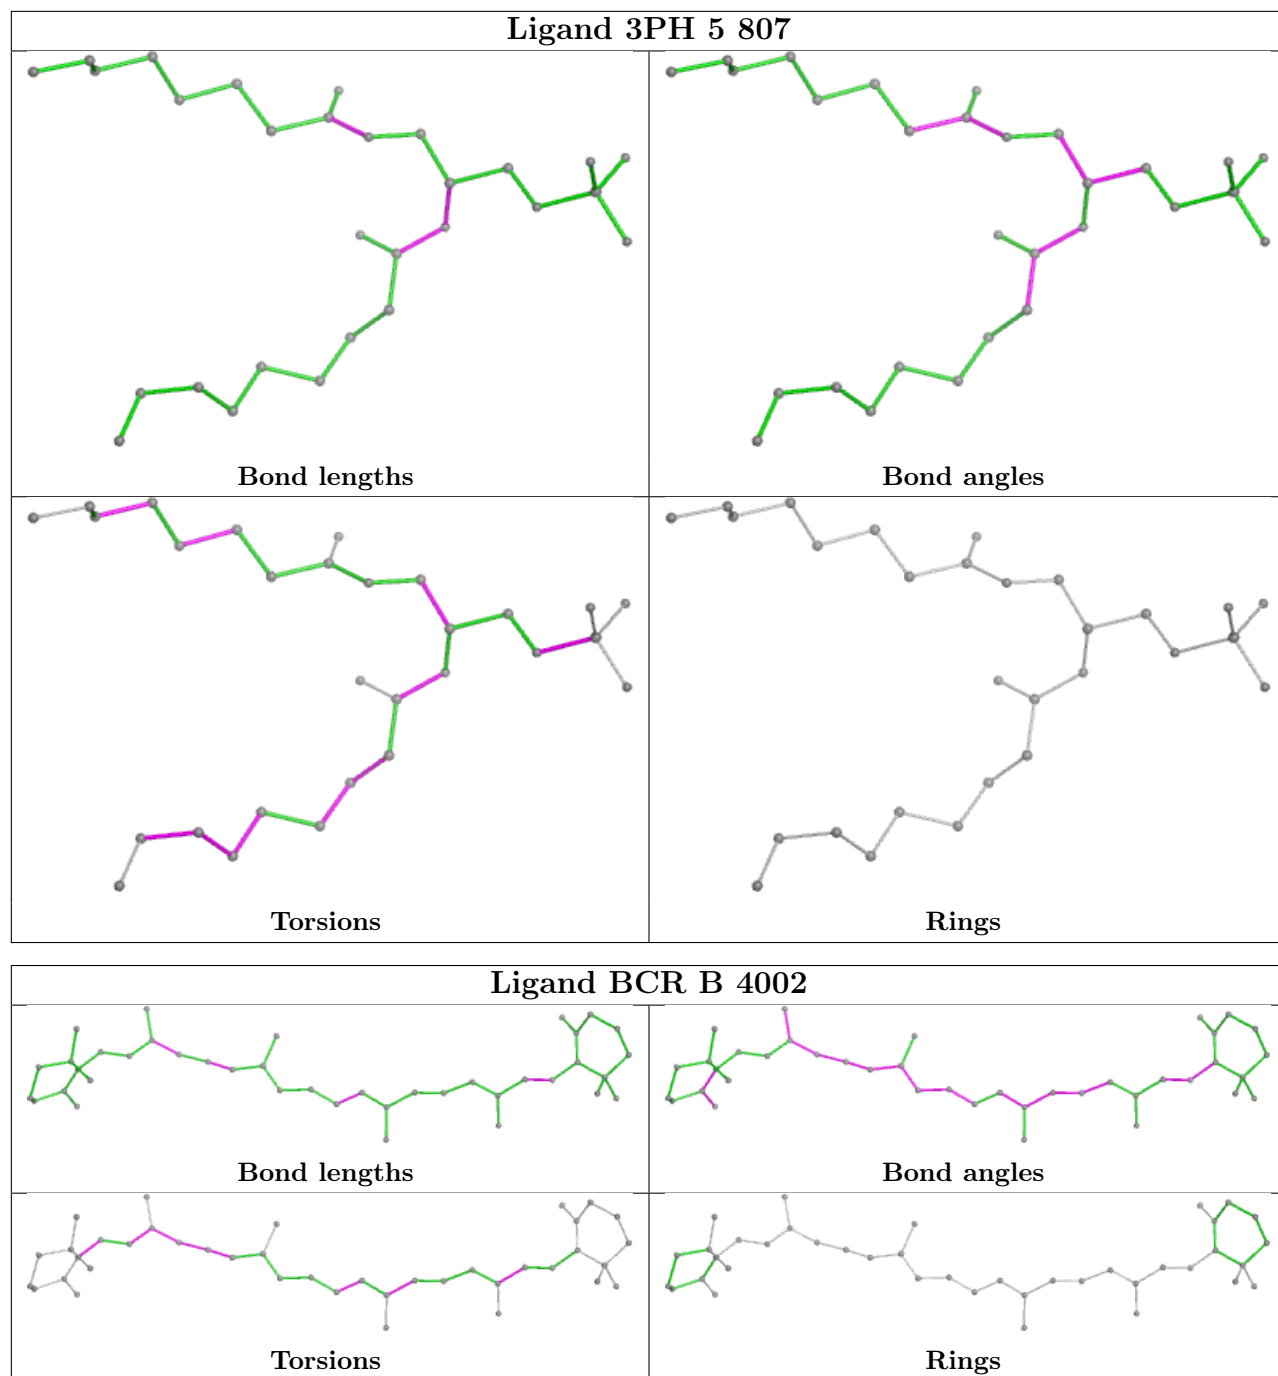 Ligand 3PH 5 807
Bond lengths
Bond angles
Torsions
Rings
Ligand BCR B 4002
Bond lengths
Bond angles
Torsions
Rings